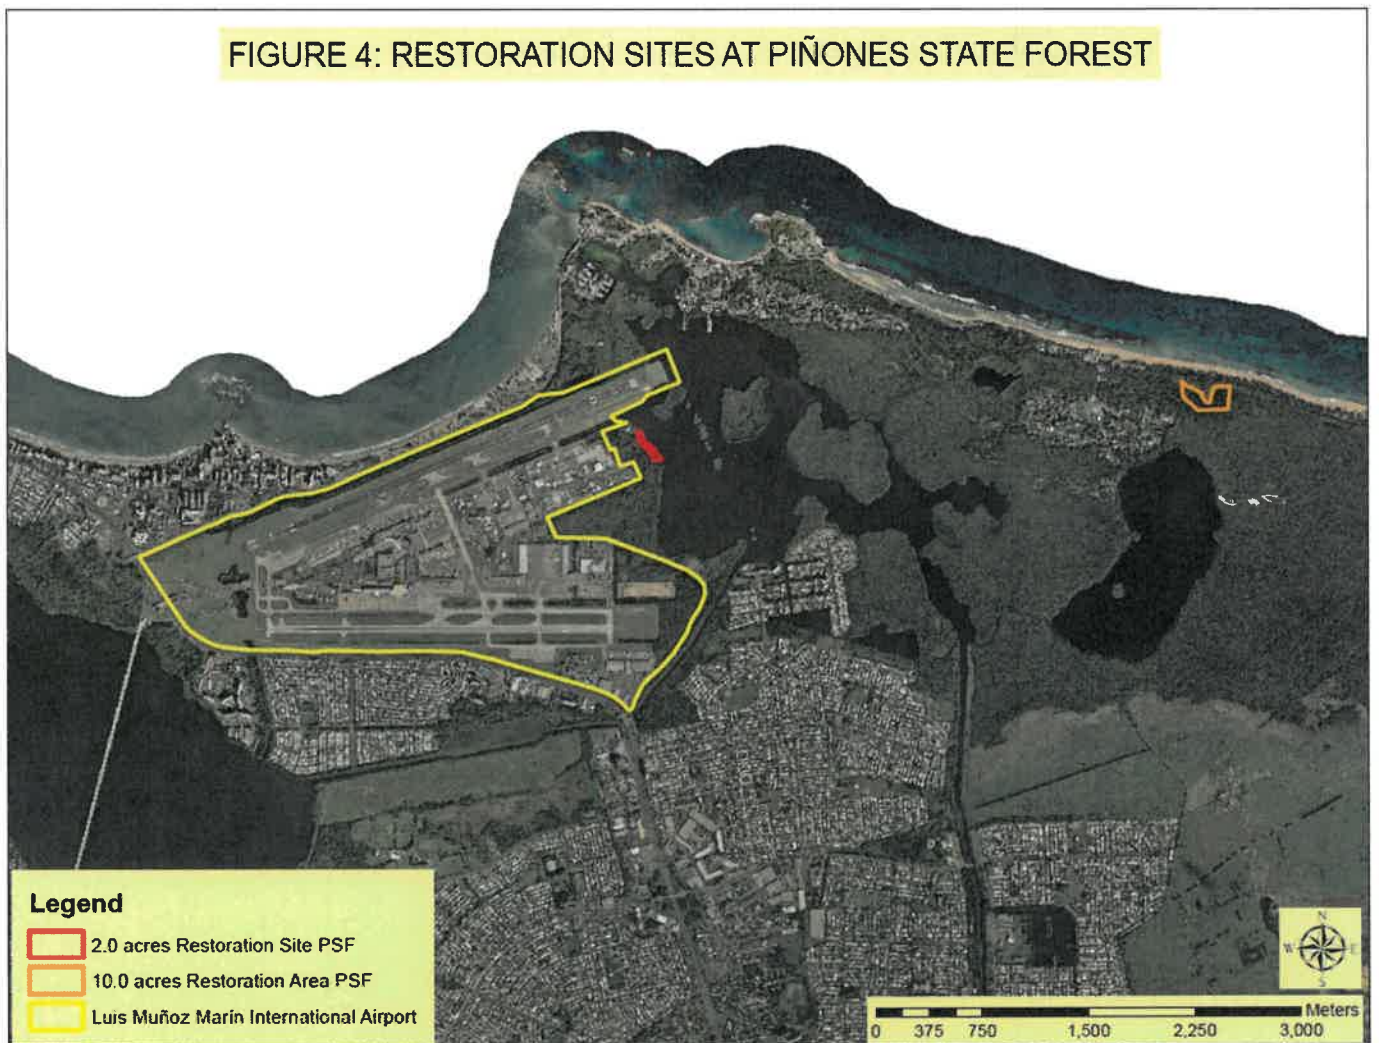 FIGURE 4: RESTORATION SITES AT PIÑONES STATE FOREST
Legend
2.0 acres Restoration Site PSF
10.0 acres Restoration Area PSF
Luis Muñoz Marín International Airport
N
W E
S
Meters
0 375 750 1,500 2,250 3,000